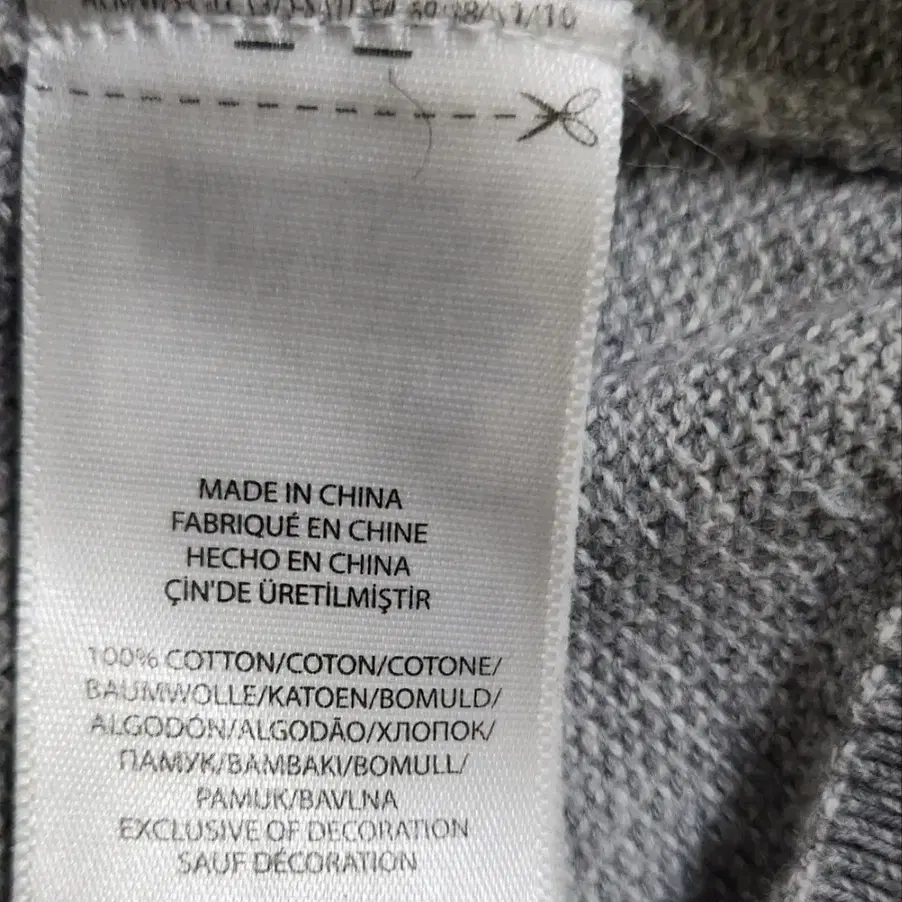 MADE IN CHINA
FABRIQUÉ EN CHINE
HECHO EN CHINA
ÇİN'DE ÜRETİLMİŞTİR
100% COTTON/COTON/COTONE/
BAUMWOLLE/KATOEN/BOMULD/
ALGODÓN/ALGODÃO/ХЛОПОК/
ПАМУК/BAMBAKI/BOMULL/
PAMUK/BAVLNA
EXCLUSIVE OF DECORATION
SAUF DÉCORATION